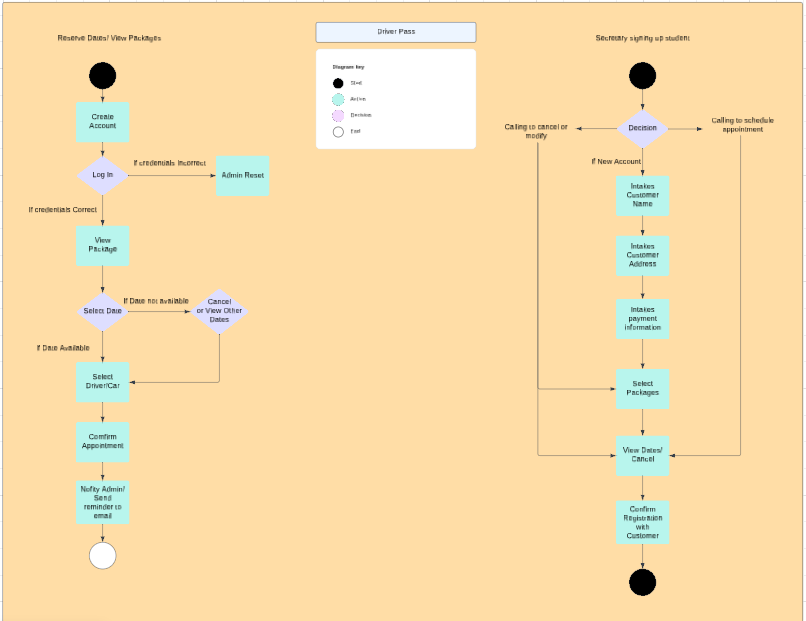 Reserve Dates/ View Packages
Driver Pass
Secretary signing up student
Diagram key
Start
Action
Decision
End
Create
Account
Log In
If credentials Incorrect
Admin Reset
If credentials Correct
View
Package
Select Date
If Date not available
Cancel
or View Other
Dates
If Date Available
Select
Driver/Car
Comfirm
Appointment
Nofity Admin/
Send
reminder to
email
Calling to cancel or
modify
Decision
Calling to schedule
appointment
If New Account
Intakes
Customer
Name
Intakes
Customer
Address
Intakes
payment
information
Select
Packages
View Dates/
Cancel
Confirm
Registration
with
Customer